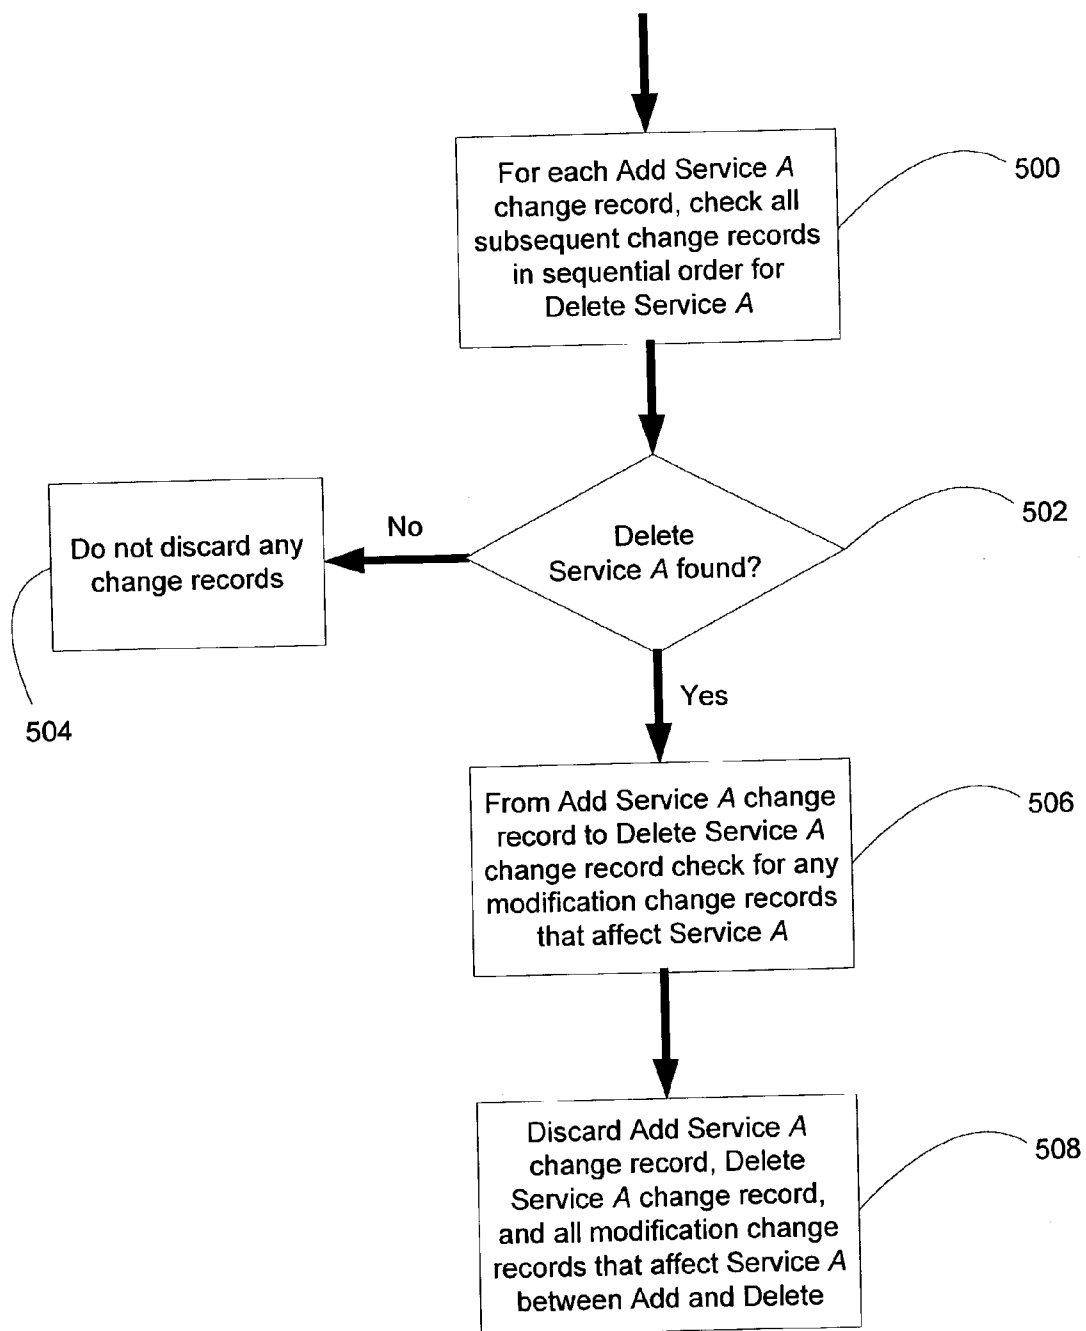 For each Add Service A
change record, check all
subsequent change records
in sequential order for
Delete Service A
500
Delete
Service A found?
502
No
Do not discard any
change records
504
Yes
From Add Service A change
record to Delete Service A
change record check for any
modification change records
that affect Service A
506
Discard Add Service A
change record, Delete
Service A change record,
and all modification change
records that affect Service A
between Add and Delete
508